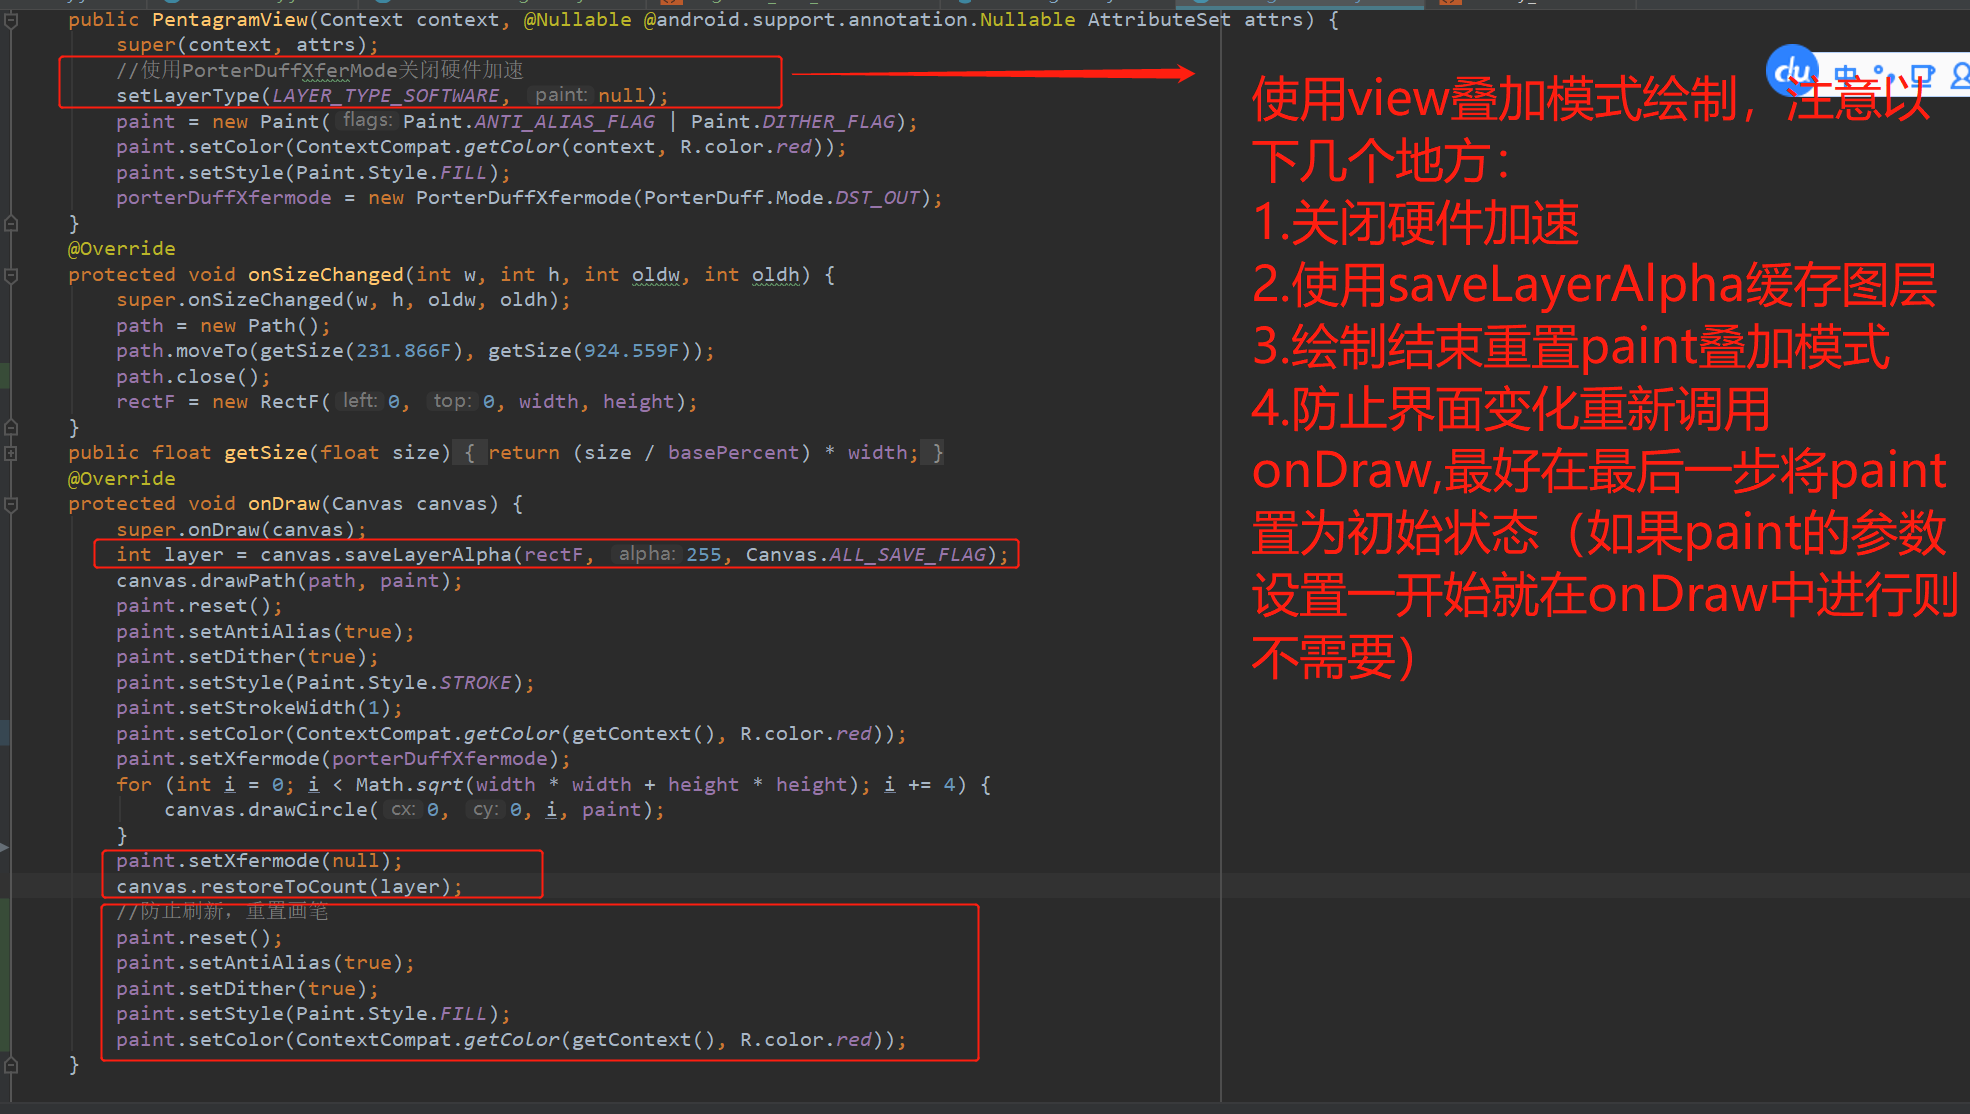 public PentagramView(Context context, @Nullable @android.support.annotation.Nullable AttributeSet attrs) {
super(context, attrs);
//使用PorterDuffXferMode关闭硬件加速
setLayerType(LAYER_TYPE_SOFTWARE, paint: null);
paint = new Paint( flags: Paint.ANTI_ALIAS_FLAG | Paint.DITHER_FLAG);
paint.setColor(ContextCompat.getColor(context, R.color.red));
paint.setStyle(Paint.Style.FILL);
porterDuffXfermode = new PorterDuffXfermode(PorterDuff.Mode.DST_OUT);
}
@Override
protected void onSizeChanged(int w, int h, int oldw, int oldh) {
super.onSizeChanged(w, h, oldw, oldh);
path = new Path();
path.moveTo(getSize(231.866F), getSize(924.559F));
path.close();
rectF = new RectF( left: 0, top: 0, width, height);
}
public float getSize(float size) { return (size / basePercent) * width; }
@Override
protected void onDraw(Canvas canvas) {
super.onDraw(canvas);
int layer = canvas.saveLayerAlpha(rectF, alpha: 255, Canvas.ALL_SAVE_FLAG);
canvas.drawPath(path, paint);
paint.reset();
paint.setAntiAlias(true);
paint.setDither(true);
paint.setStyle(Paint.Style.STROKE);
paint.setStrokeWidth(1);
paint.setColor(ContextCompat.getColor(getContext(), R.color.red));
paint.setXfermode(porterDuffXfermode);
for (int i = 0; i < Math.sqrt(width * width + height * height); i += 4) {
canvas.drawCircle( cx: 0, cy: 0, i, paint);
}
paint.setXfermode(null);
canvas.restoreToCount(layer);
//防止刷新，重置画笔
paint.reset();
paint.setAntiAlias(true);
paint.setDither(true);
paint.setStyle(Paint.Style.FILL);
paint.setColor(ContextCompat.getColor(getContext(), R.color.red));
}
du 中
使用view叠加模式绘制，注意以
下几个地方：
1.关闭硬件加速
2.使用saveLayerAlpha缓存图层
3.绘制结束重置paint叠加模式
4.防止界面变化重新调用
onDraw,最好在最后一步将paint
置为初始状态（如果paint的参数
设置一开始就在onDraw中进行则
不需要）